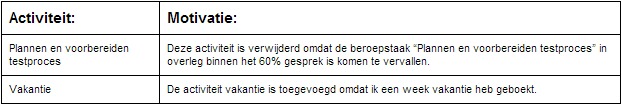 Activiteit: Motivatie:
Plannen en voorbereiden Deze activiteit is verwijderd omdat de beroepstaak “Plannen en voorbereiden testproces” in
testproces overleg binnen het 60% gesprek is komen te vervallen.
Vakantie De activiteit vakantie is toegevoegd omdat ik een week vakantie heb geboekt.